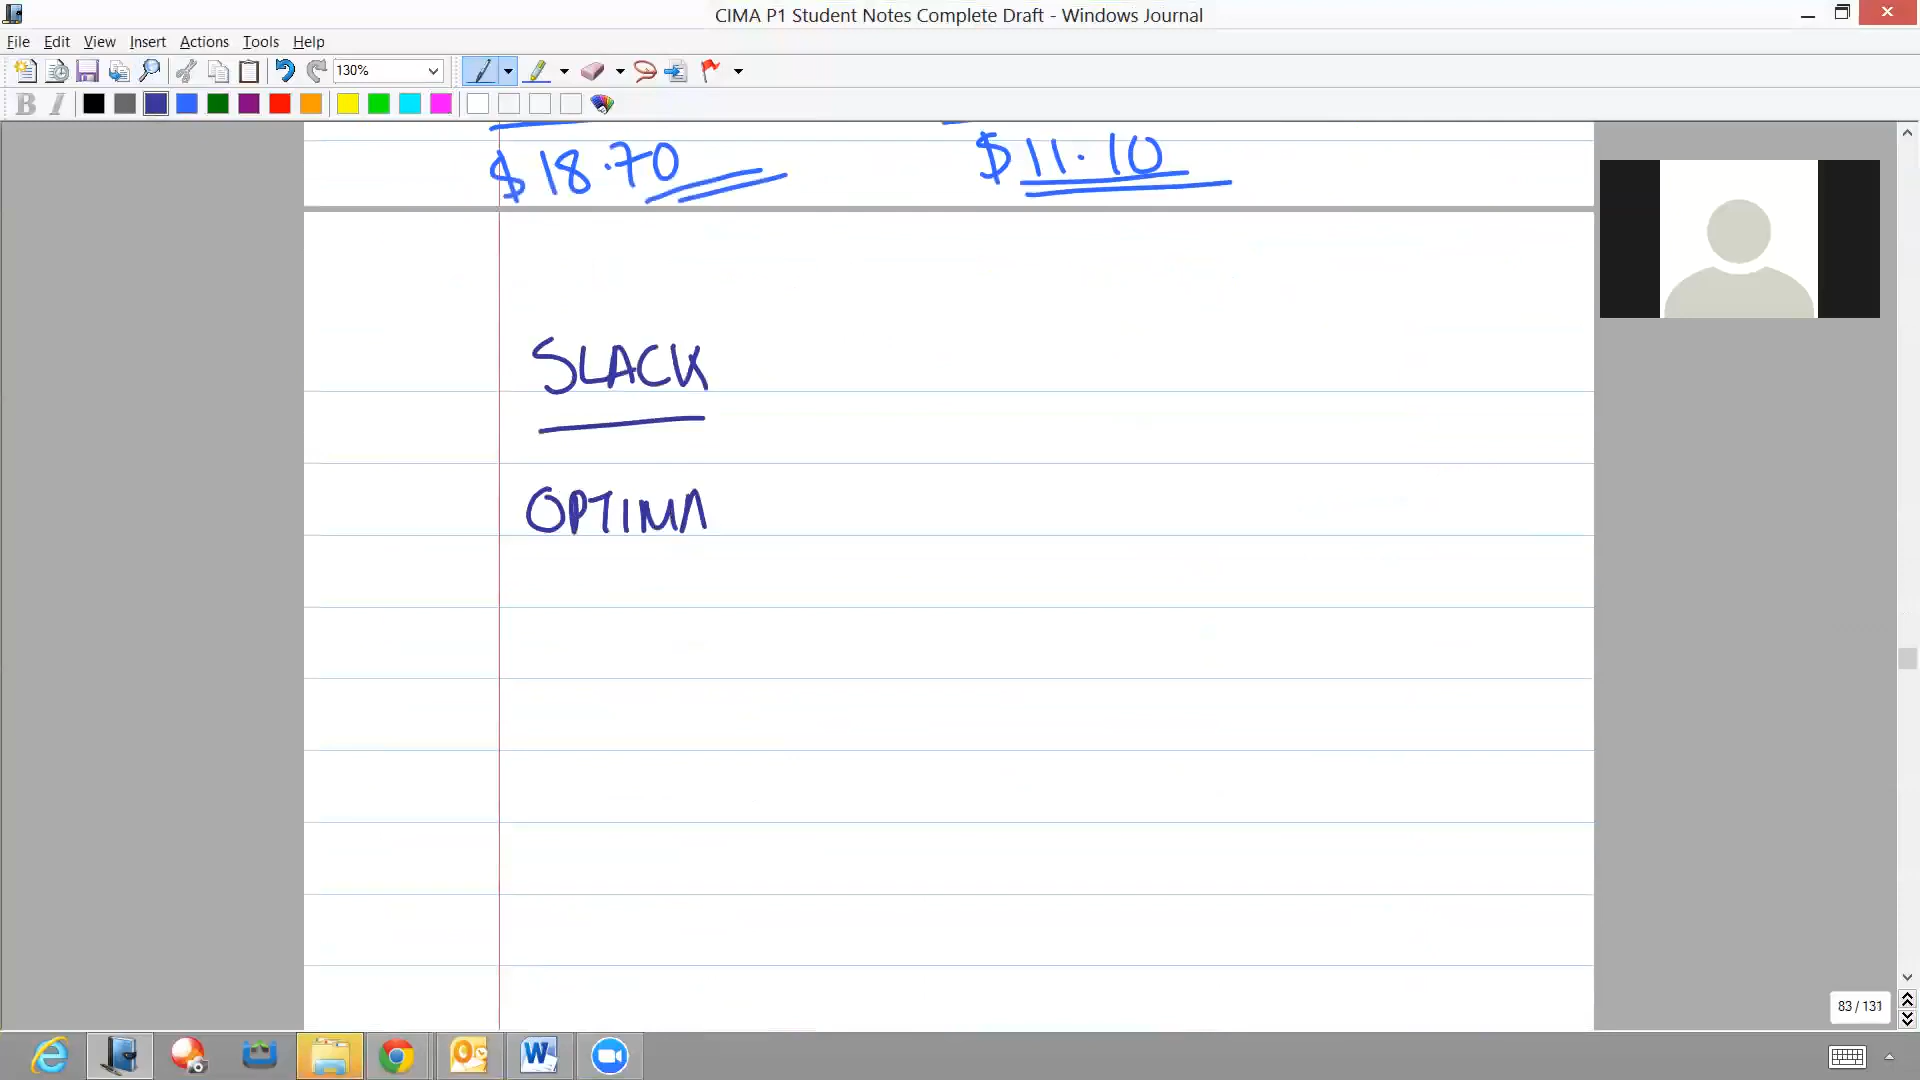 CIMA P1 Student Notes Complete Draft - Windows Journal
File Edit View Insert Actions Tools Help
130%
B I
$18.70 $11.10
SLACK
OPTIMA
83 / 131